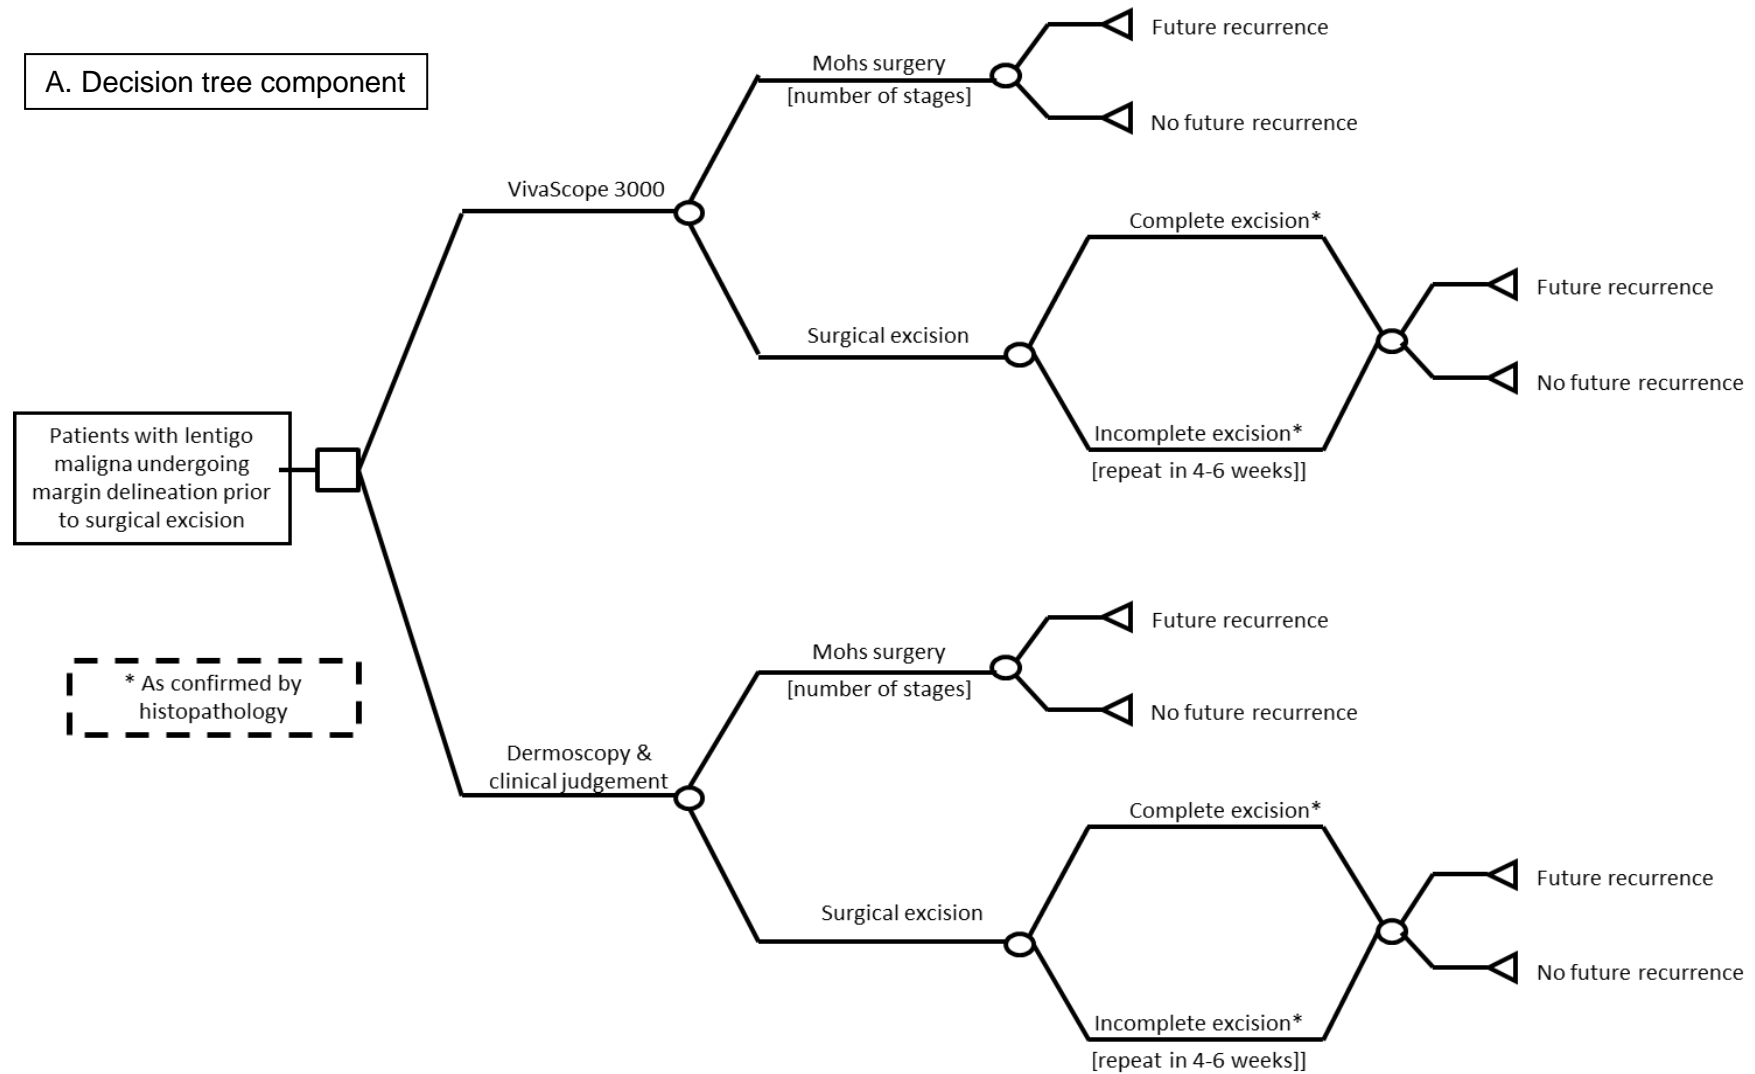 A. Decision tree component
Patients with lentigo
maligna undergoing
margin delineation prior
to surgical excision
* As confirmed by
histopathology
VivaScope 3000
Mohs surgery
[number of stages]
Future recurrence
No future recurrence
Surgical excision
Complete excision*
Incomplete excision*
[repeat in 4-6 weeks]]
Future recurrence
No future recurrence
Dermoscopy &
clinical judgement
Mohs surgery
[number of stages]
Future recurrence
No future recurrence
Surgical excision
Complete excision*
Incomplete excision*
[repeat in 4-6 weeks]]
Future recurrence
No future recurrence